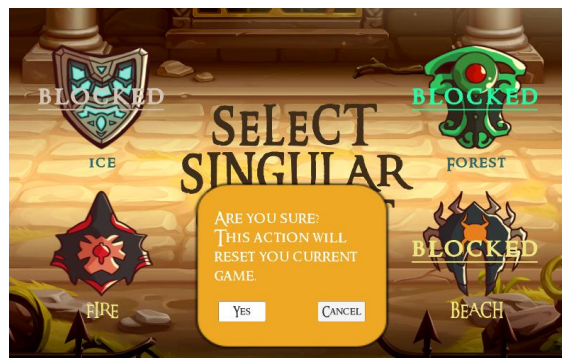 BLOCKED
ICE
SELECT
SINGULAR
BLOCKED
FOREST
ARE YOU SURE?
THIS ACTION WILL
RESET YOU CURRENT
GAME.
YES
CANCEL
FIRE
BLOCKED
BEACH